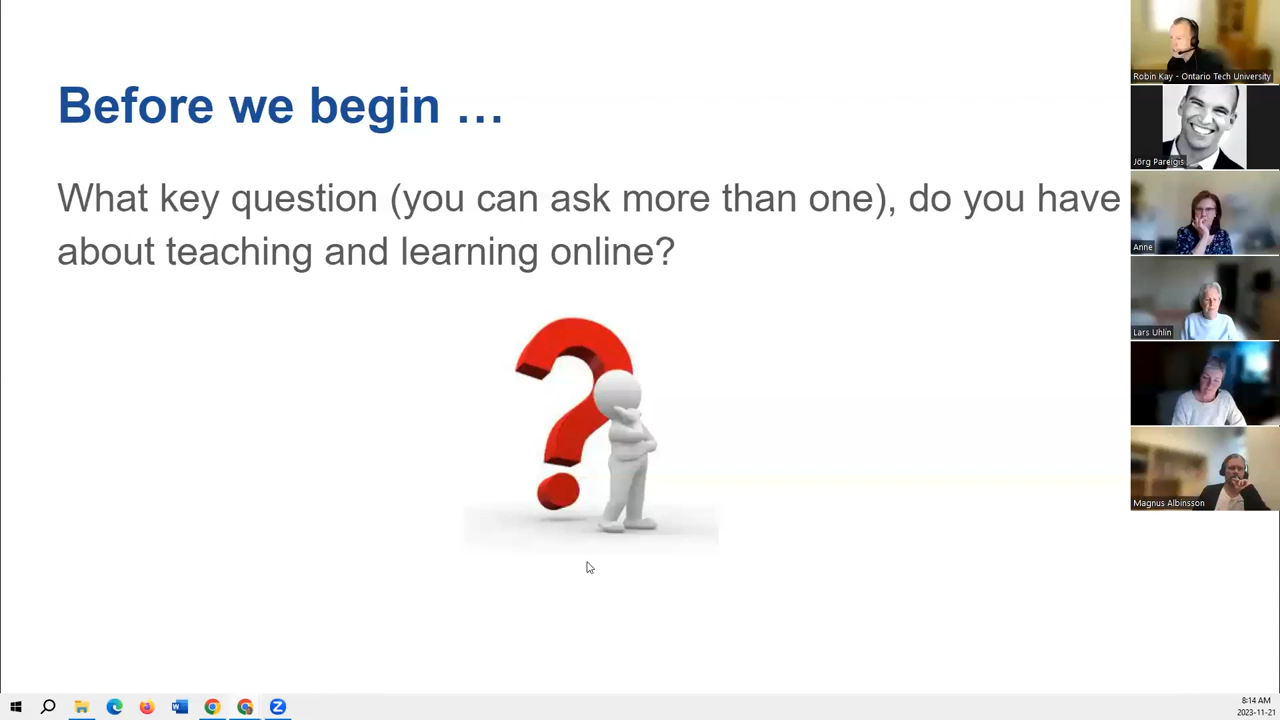 Before we begin …
What key question (you can ask more than one), do you have
about teaching and learning online?
Robin Kay - Ontario Tech University
Jörg Pareigis
Anne
Lars Uhlin
Magnus Albinsson
8:14 AM
2023-11-21